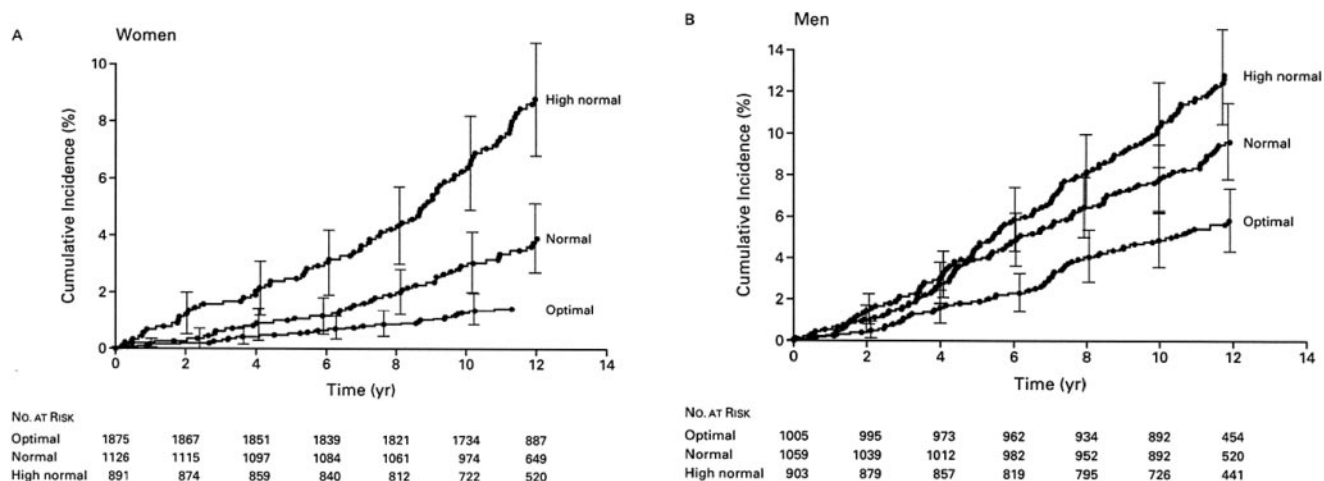 A
Women
10
8
6
4
2
0
Cumulative Incidence (%)
High normal
Normal
Optimal
0 2 4 6 8 10 12 14
Time (yr)
No. at Risk
Optimal 1875 1867 1851 1839 1821 1734 887
Normal 1126 1115 1097 1084 1061 974 649
High normal 891 874 859 840 812 722 520
B
Men
14
12
10
8
6
4
2
0
Cumulative Incidence (%)
High normal
Normal
Optimal
0 2 4 6 8 10 12 14
Time (yr)
No. at Risk
Optimal 1005 995 973 962 934 892 454
Normal 1059 1039 1012 982 952 892 520
High normal 903 879 857 819 795 726 441